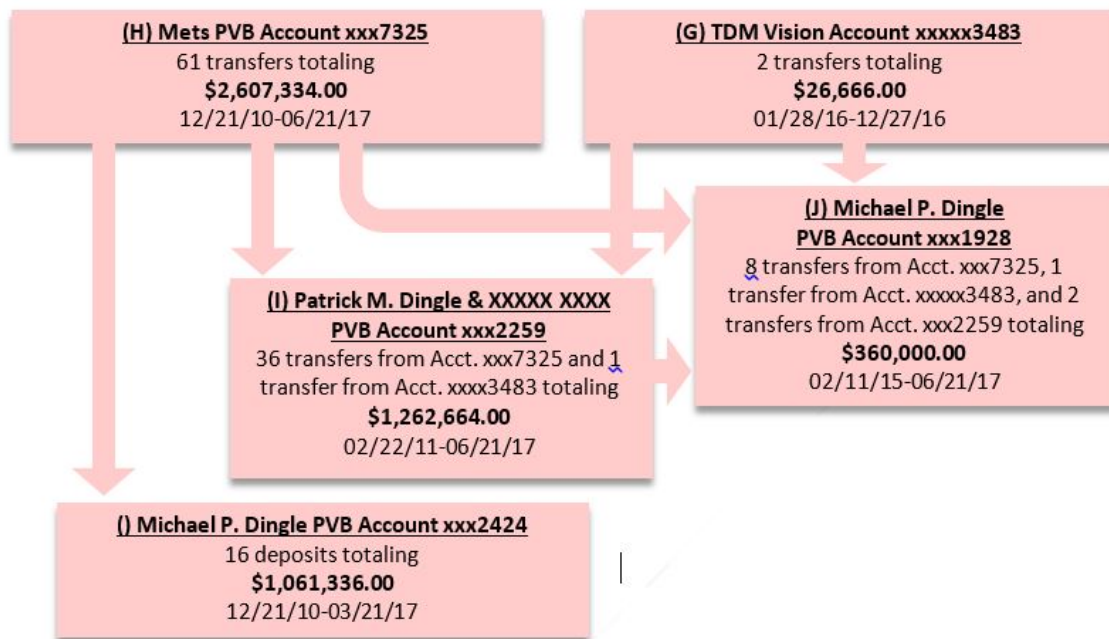 (H) Mets PVB Account xxx7325
61 transfers totaling
$2,607,334.00
12/21/10-06/21/17
(G) TDM Vision Account xxxxx3483
2 transfers totaling
$26,666.00
01/28/16-12/27/16
(J) Michael P. Dingle
PVB Account xxx1928
8 transfers from Acct. xxx7325, 1
transfer from Acct. xxxxx3483, and 2
transfers from Acct. xxx2259 totaling
$360,000.00
02/11/15-06/21/17
(I) Patrick M. Dingle & XXXXX XXXX
PVB Account xxx2259
36 transfers from Acct. xxx7325 and 1
transfer from Acct. xxxx3483 totaling
$1,262,664.00
02/22/11-06/21/17
() Michael P. Dingle PVB Account xxx2424
16 deposits totaling
$1,061,336.00
12/21/10-03/21/17